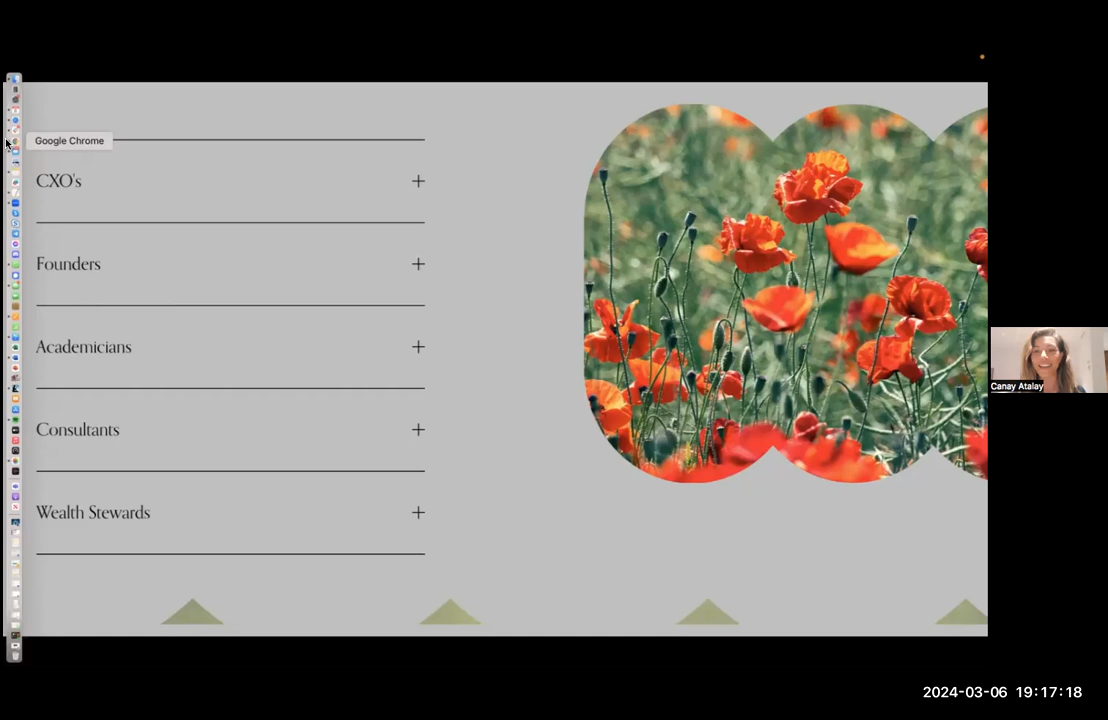 Google Chrome
CXO's
Founders
Academicians
Consultants
Wealth Stewards
Canay Atalay
2024-03-06 19:17:18